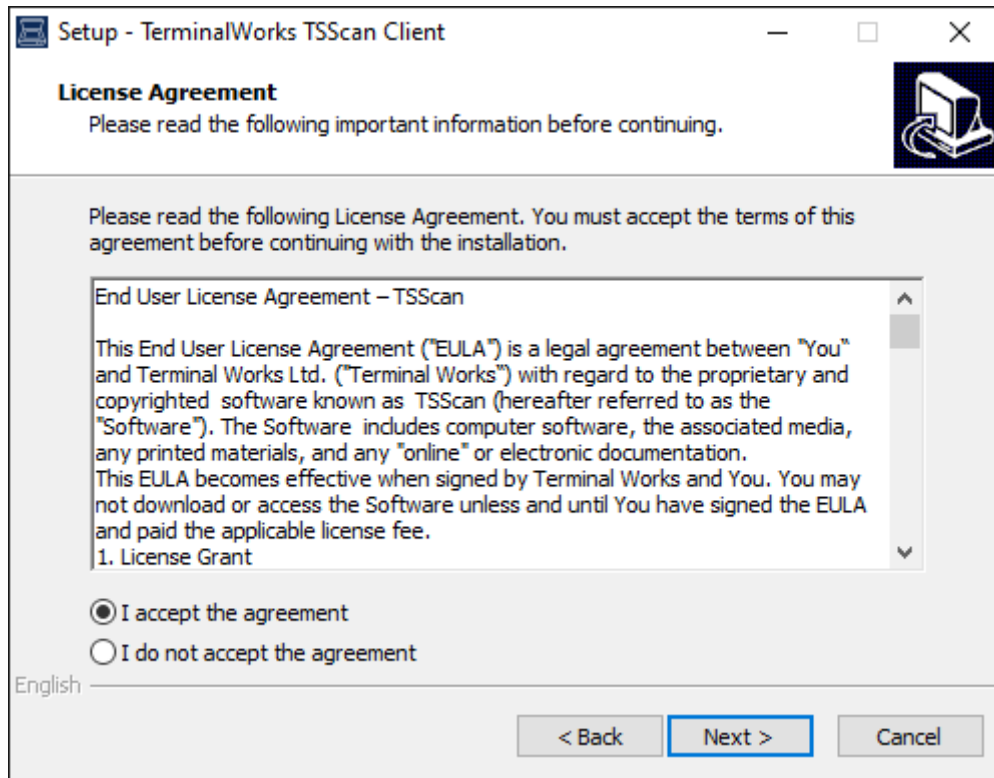 Setup - TerminalWorks TSScan Client
License Agreement
Please read the following important information before continuing.
Please read the following License Agreement. You must accept the terms of this
agreement before continuing with the installation.
End User License Agreement – TSScan
This End User License Agreement ("EULA") is a legal agreement between "You“
and Terminal Works Ltd. ("Terminal Works“) with regard to the proprietary and
copyrighted  software known as  TSScan (hereafter referred to as the
"Software"). The Software  includes computer software, the associated media,
any printed materials, and any "online" or electronic documentation.
This EULA becomes effective when signed by Terminal Works and You. You may
not download or access the Software unless and until You have signed the EULA
and paid the applicable license fee.
1. License Grant
I accept the agreement
I do not accept the agreement
English
< Back
Next >
Cancel